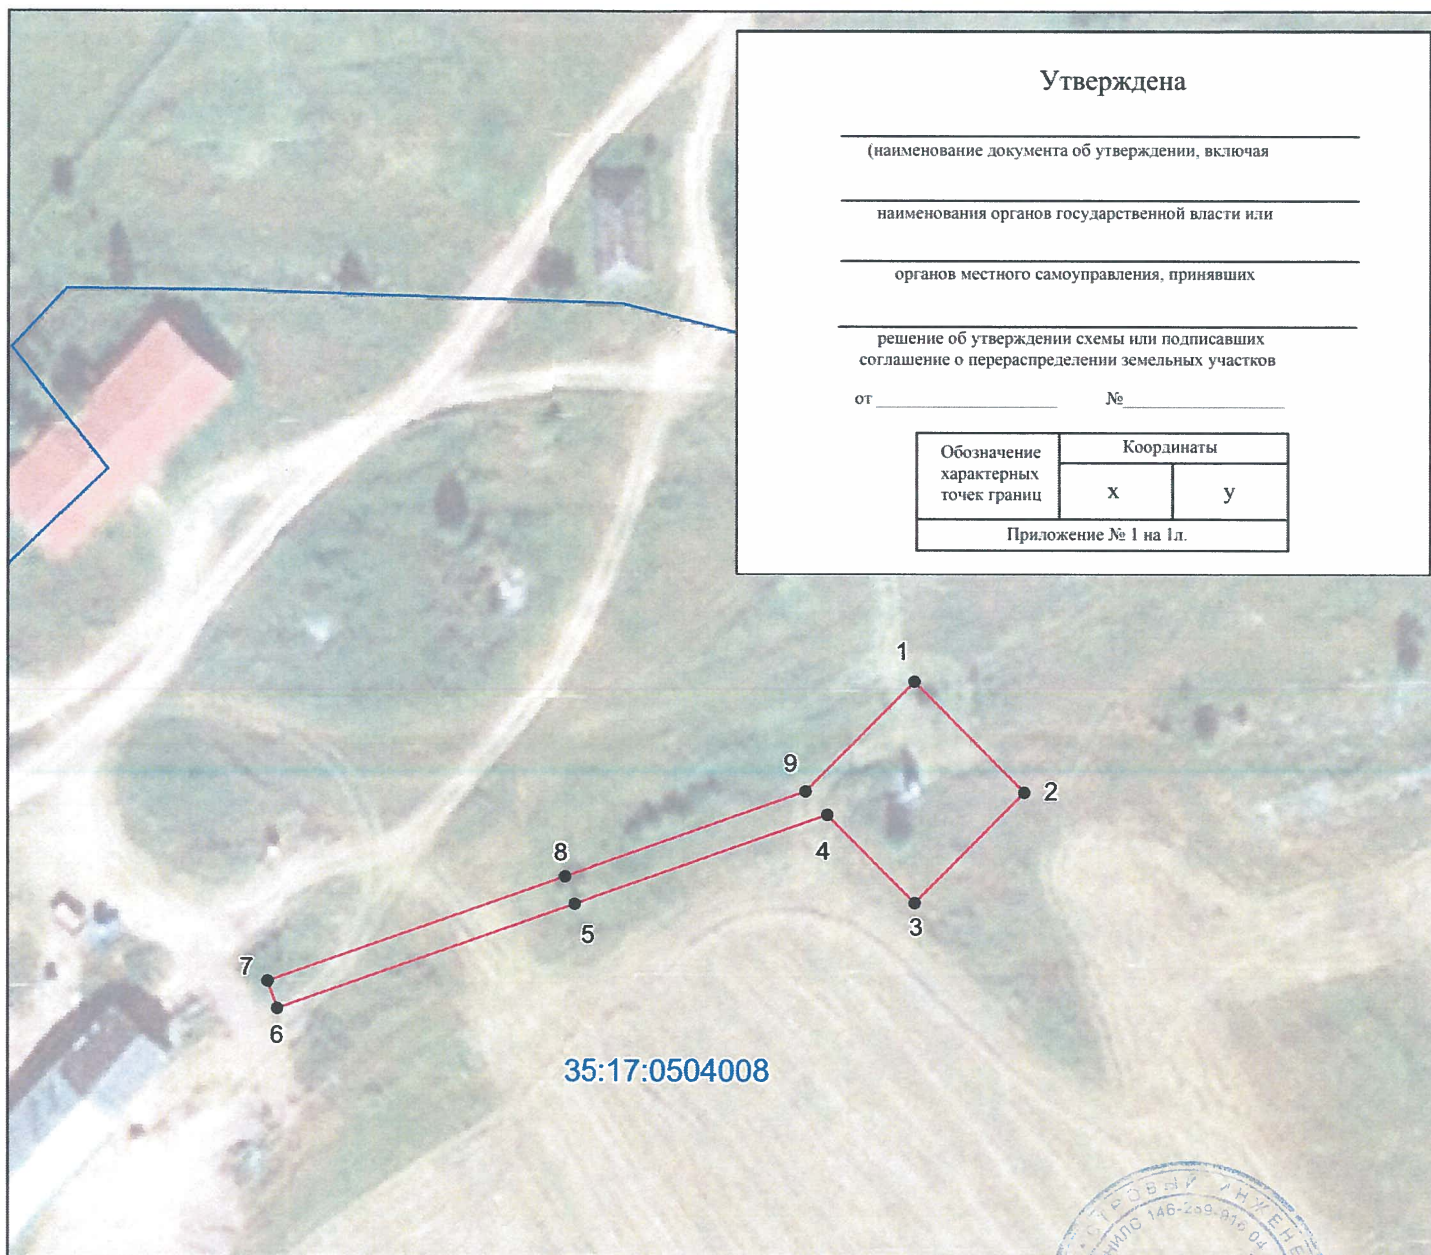 Утверждена
(наименование документа об утверждении, включая
наименования органов государственной власти или
органов местного самоуправления, принявших
решение об утверждении схемы или подписавших
соглашение о перераспределении земельных участков
от №
Обозначение
характерных
точек границ
Координаты
х у
Приложение № 1 на 1л.
1
9
2
8
4
3
5
7
6
35:17:0504008